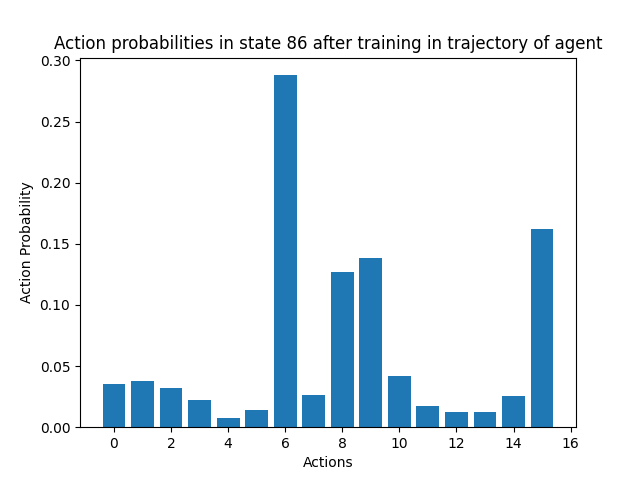 Action probabilities in state 86 after training in trajectory of agent
0.30
0.25
0.20
0.15
0.10
0.05
0.00
Action Probability
0 2 4 6 8 10 12 14 16
Actions